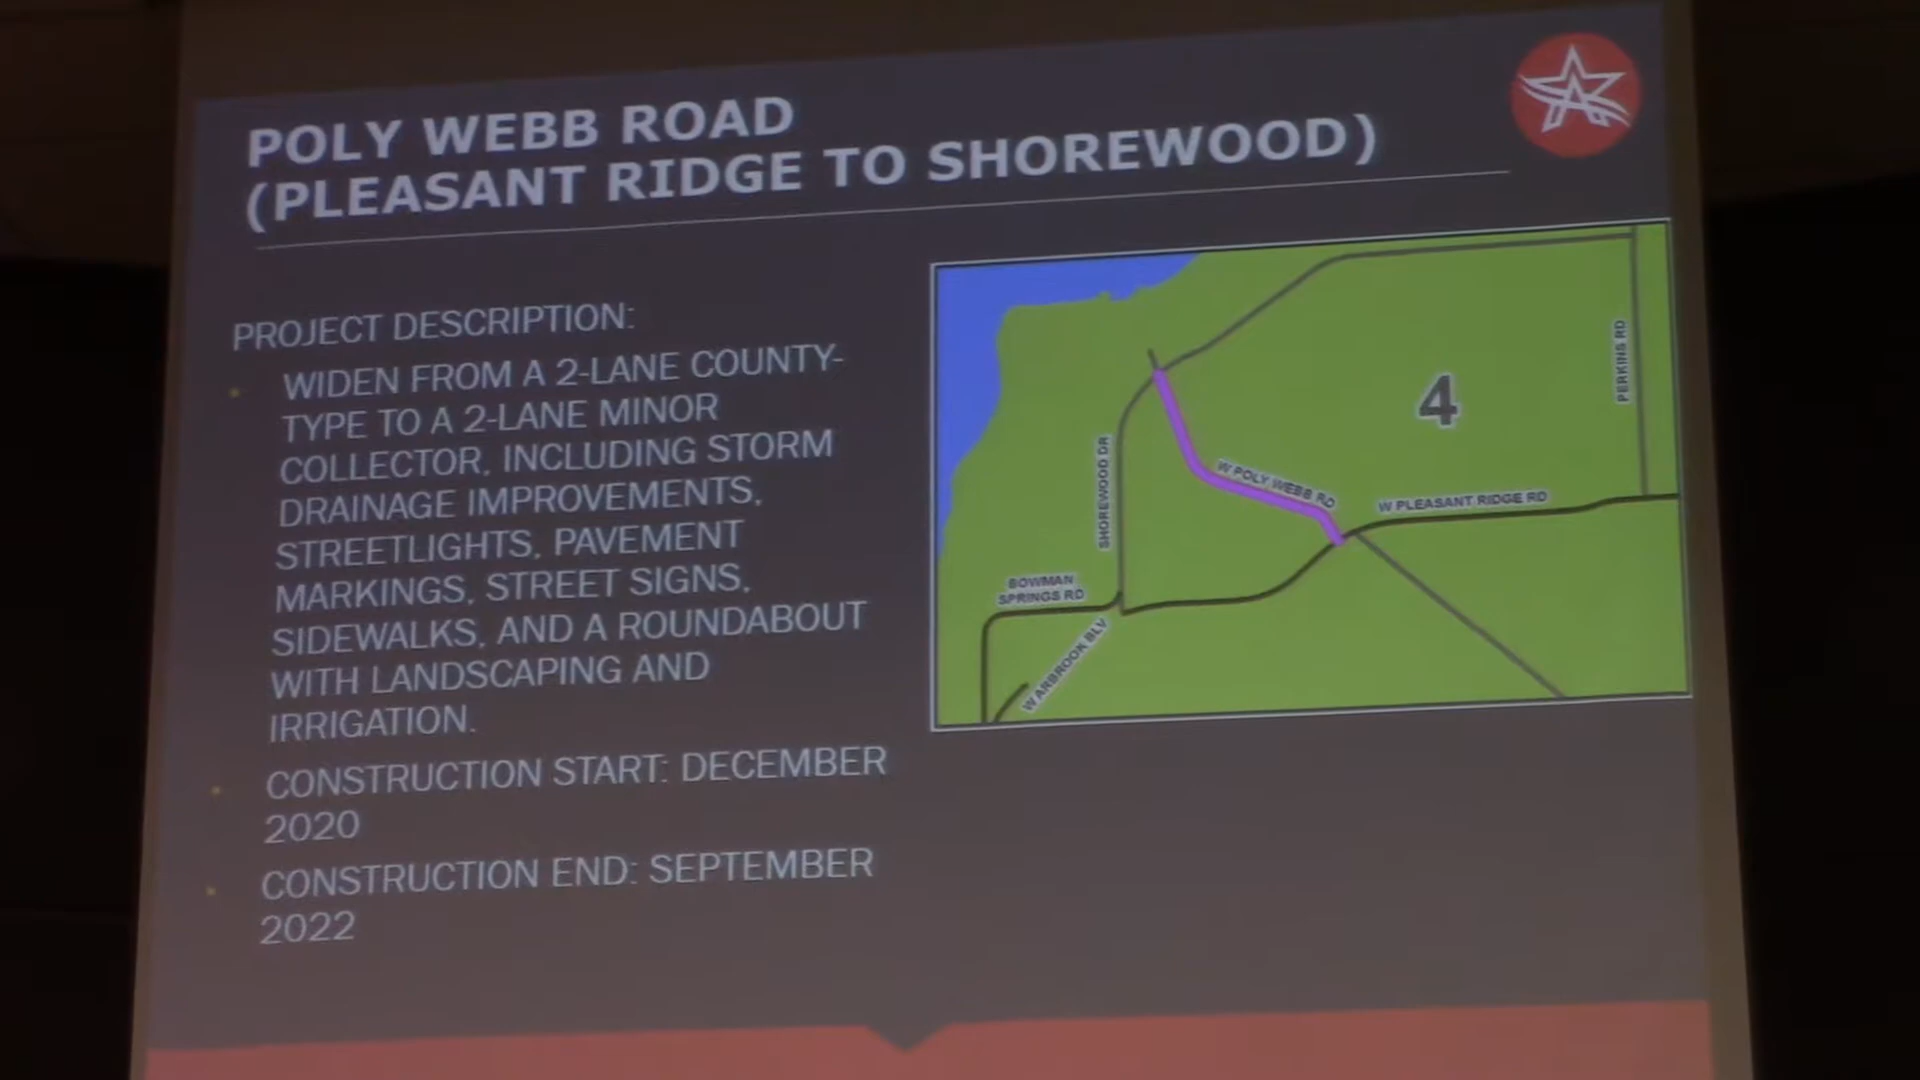 POLY WEBB ROAD
(PLEASANT RIDGE TO SHOREWOOD)
PROJECT DESCRIPTION:
WIDEN FROM A 2-LANE COUNTY-
TYPE TO A 2-LANE MINOR
COLLECTOR, INCLUDING STORM
DRAINAGE IMPROVEMENTS,
STREETLIGHTS, PAVEMENT
MARKINGS, STREET SIGNS,
SIDEWALKS, AND A ROUNDABOUT
WITH LANDSCAPING AND
IRRIGATION.
CONSTRUCTION START: DECEMBER
2020
CONSTRUCTION END: SEPTEMBER
2022
4
PERKINS RD
SHOREWOOD DR
W POLY WEBB RD
W PLEASANT RIDGE RD
BOWMAN
SPRINGS RD
W ARBROOK BLV